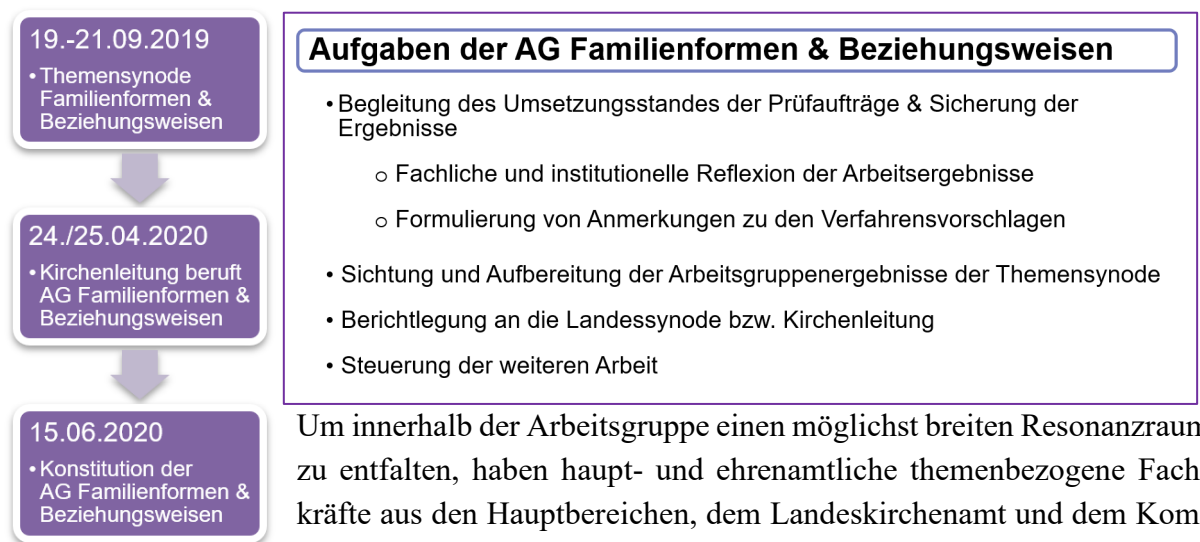 19.-21.09.2019
• Themensynode
Familienformen &
Beziehungsweisen
24./25.04.2020
• Kirchenleitung beruft
AG Familienformen &
Beziehungsweisen
15.06.2020
• Konstitution der
AG Familienformen &
Beziehungsweisen
Aufgaben der AG Familienformen & Beziehungsweisen
• Begleitung des Umsetzungsstandes der Prüfaufträge & Sicherung der
Ergebnisse
o Fachliche und institutionelle Reflexion der Arbeitsergebnisse
o Formulierung von Anmerkungen zu den Verfahrensvorschlagen
• Sichtung und Aufbereitung der Arbeitsgruppenergebnisse der Themensynode
• Berichtlegung an die Landessynode bzw. Kirchenleitung
• Steuerung der weiteren Arbeit
Um innerhalb der Arbeitsgruppe einen möglichst breiten Resonanzraum
zu entfalten, haben haupt- und ehrenamtliche themenbezogene Fach
kräfte aus den Hauptbereichen, dem Landeskirchenamt und dem Kom